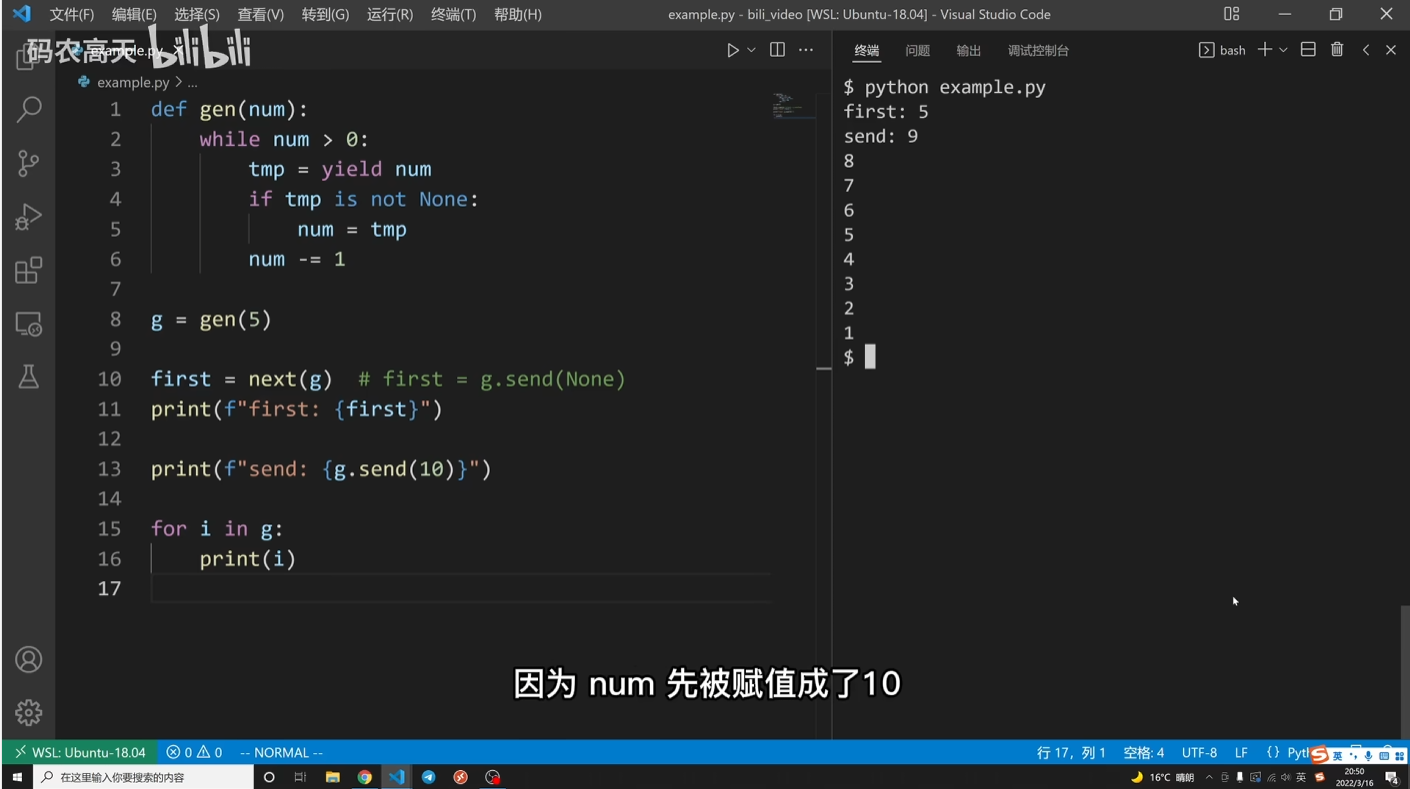 文件(F) 编辑(E) 选择(S) 查看(V) 转到(G) 运行(R) 终端(T) 帮助(H) example.py - bili_video [WSL: Ubuntu-18.04] - Visual Studio Code
码农高天 bilibili
example.py
终端 问题 输出 调试控制台 bash
example.py > ...
1 def gen(num):
2 while num > 0:
3 tmp = yield num
4 if tmp is not None:
5 num = tmp
6 num -= 1
7
8 g = gen(5)
9
10 first = next(g) # first = g.send(None)
11 print(f"first: {first}")
12
13 print(f"send: {g.send(10)}")
14
15 for i in g:
16 print(i)
17
$ python example.py
first: 5
send: 9
8
7
6
5
4
3
2
1
$
因为 num 先被赋值成了10
WSL: Ubuntu-18.04 0 0 -- NORMAL -- 行 17, 列 1 空格: 4 UTF-8 LF {} Pyth
英
在这里输入你要搜索的内容 16°C 晴朗 英 20:50
2022/3/16
4